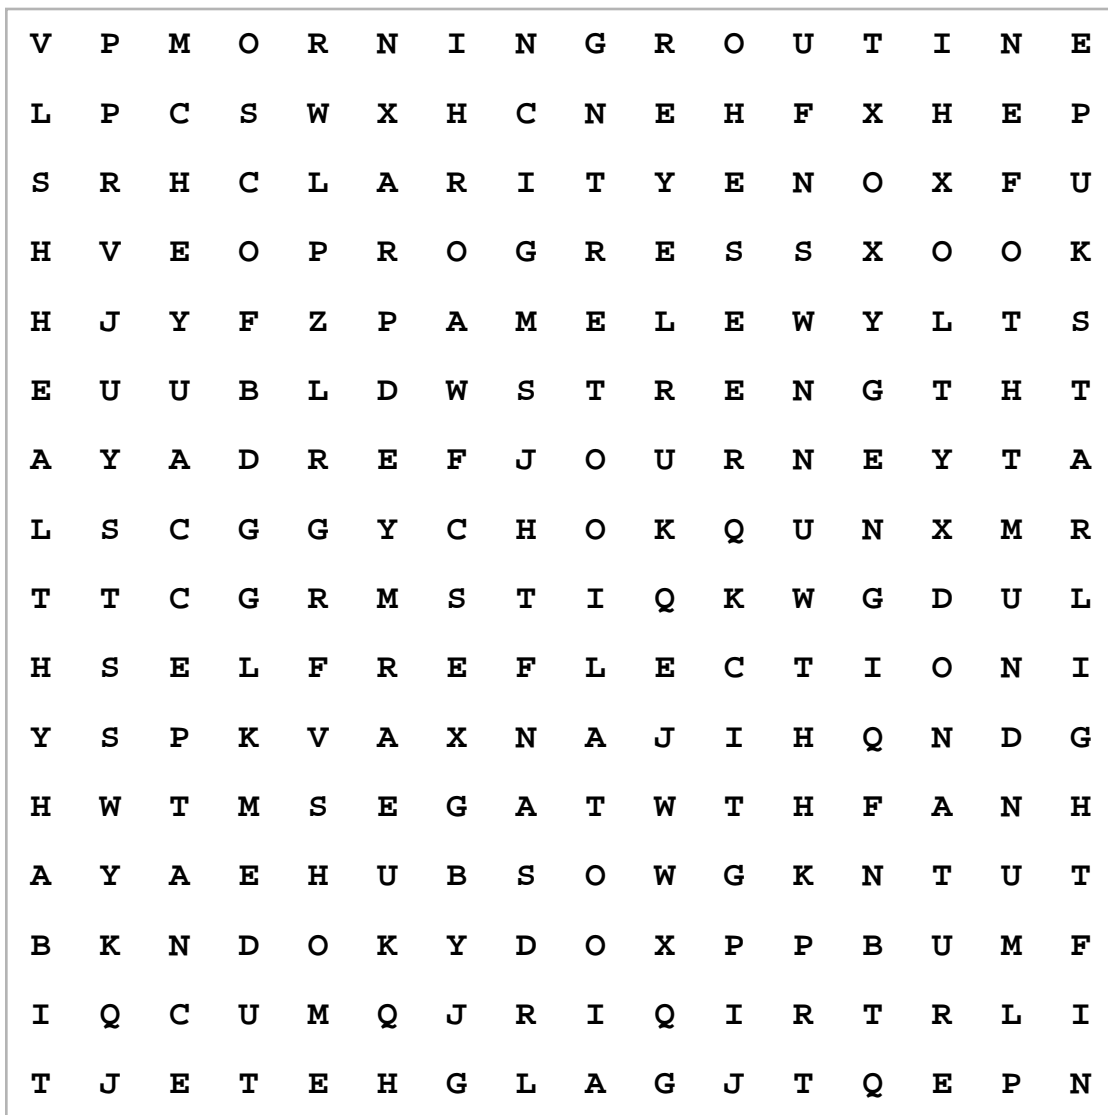 V P M O R N I N G R O U T I N E
L P C S W X H C N E H F X H E P
S R H C L A R I T Y E N O X F U
H V E O P R O G R E S S X O O K
H J Y F Z P A M E L E W Y L T S
E U U B L D W S T R E N G T H T
A Y A D R E F J O U R N E Y T A
L S C G G Y C H O K Q U N X M R
T T C G R M S T I Q K W G D U L
H S E L F R E F L E C T I O N I
Y S P K V A X N A J I H Q N D G
H W T M S E G A T W T H F A N H
A Y A E H U B S O W G K N T U T
B K N D O K Y D O X P P B U M F
I Q C U M Q J R I Q I R T R L I
T J E T E H G L A G J T Q E P N